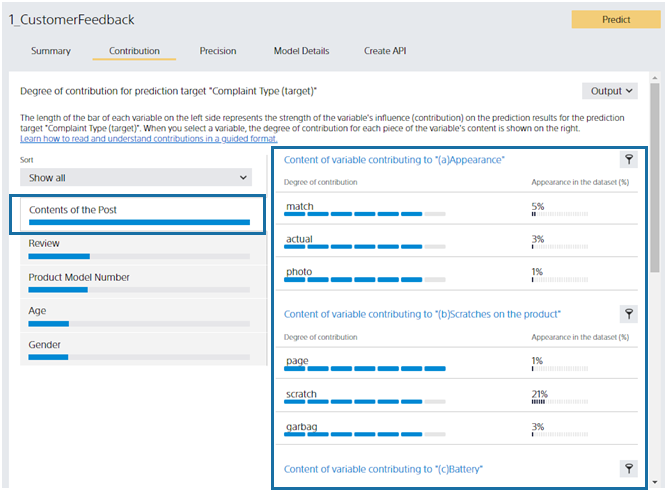 1_CustomerFeedback
Predict
Summary
Contribution
Precision
Model Details
Create API
Degree of contribution for prediction target "Complaint Type (target)"
Output
The length of the bar of each variable on the left side represents the strength of the variable's influence (contribution) on the prediction results for the prediction
target "Complaint Type (target)". When you select a variable, the degree of contribution for each piece of the variable's content is shown on the right.
Learn how to read and understand contributions in a guided format.
Sort
Show all
Contents of the Post
Review
Product Model Number
Age
Gender
Content of variable contributing to "(a)Appearance"
Degree of contribution
Appearance in the dataset (%)
match
5%
actual
3%
photo
1%
Content of variable contributing to "(b)Scratches on the product"
Degree of contribution
Appearance in the dataset (%)
page
1%
scratch
21%
garbag
3%
Content of variable contributing to "(c)Battery"